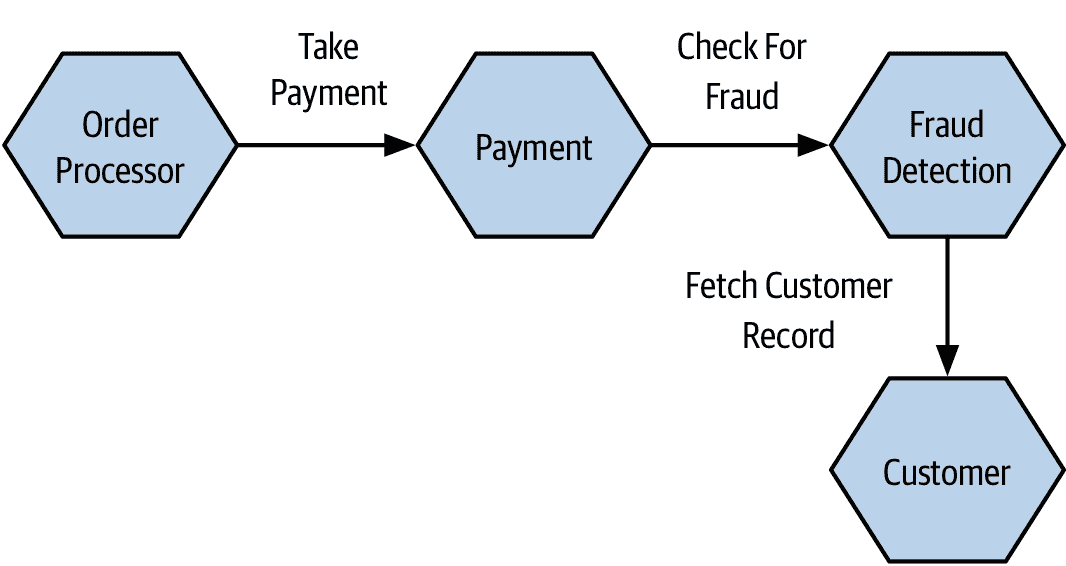 Take
Payment
Check For
Fraud
Order
Processor
Payment
Fraud
Detection
Fetch Customer
Record
Customer